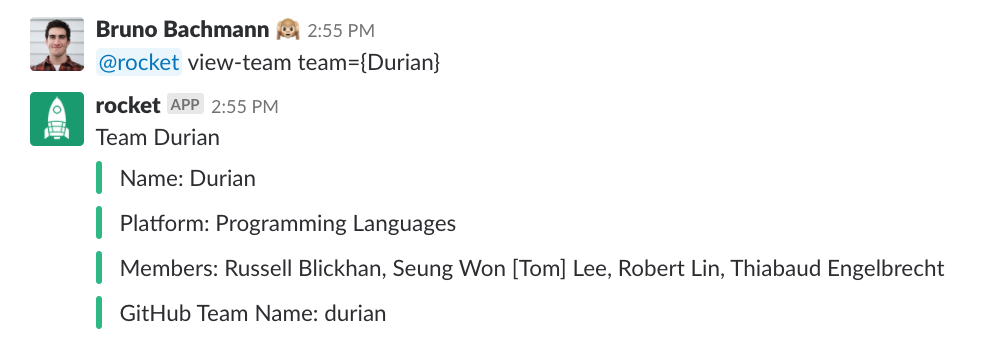 Bruno Bachmann 🙉 2:55 PM
@rocket view-team team={Durian}
rocket APP 2:55 PM
Team Durian
Name: Durian
Platform: Programming Languages
Members: Russell Blickhan, Seung Won [Tom] Lee, Robert Lin, Thiabaud Engelbrecht
GitHub Team Name: durian